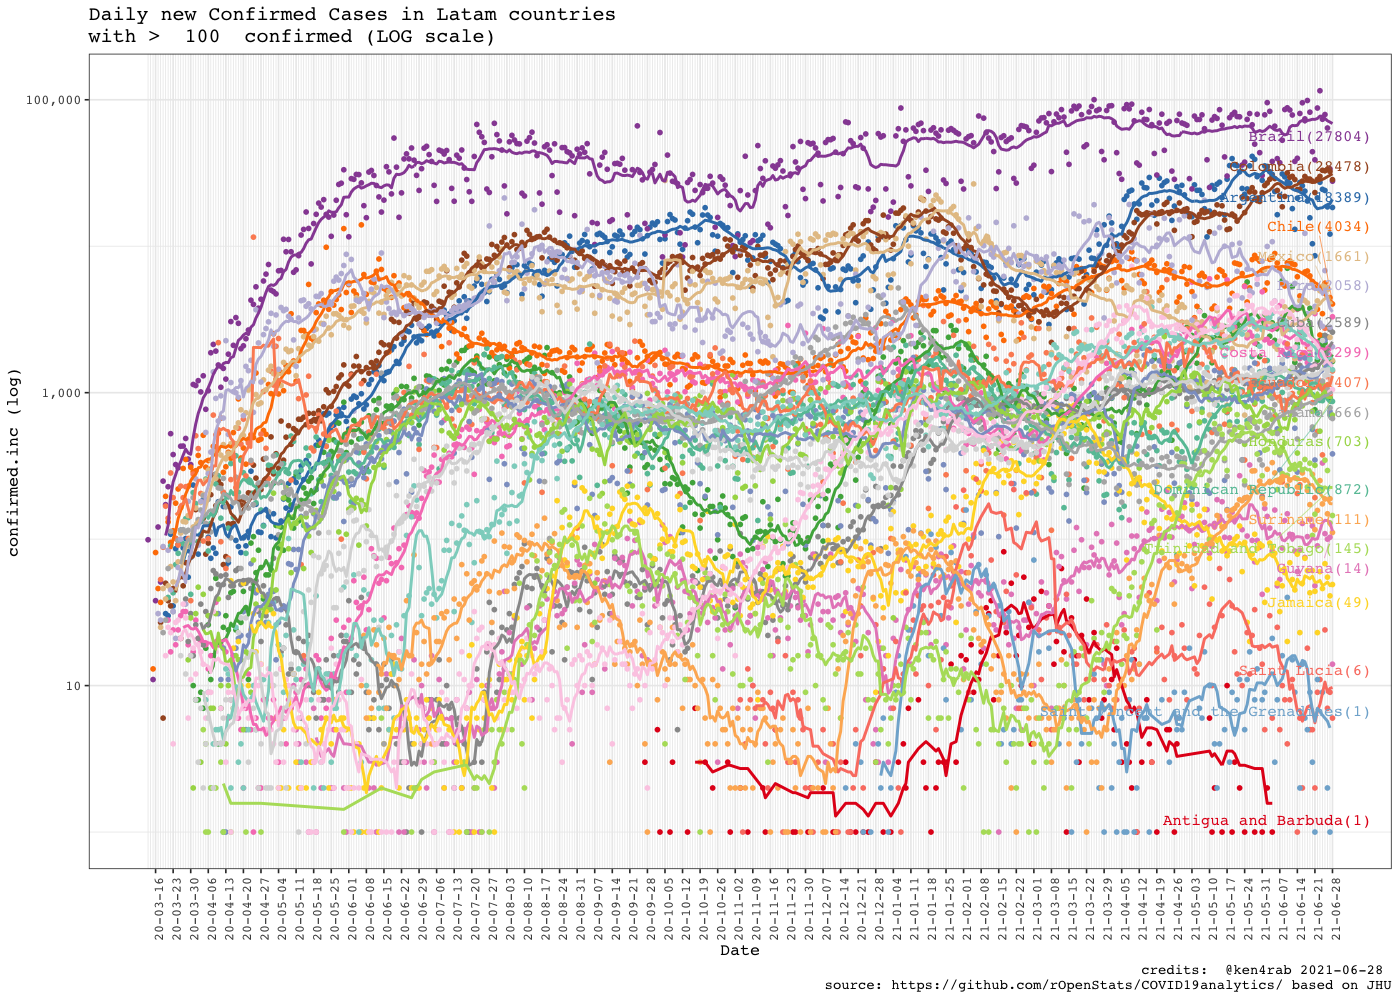 Daily new Confirmed Cases in Latam countries
with >  100  confirmed (LOG scale)
100,000
1,000
10
confirmed.inc (log)
Brazil(27804)
Colombia(28478)
Argentina(18389)
Chile(4034)
Mexico(1661)
Peru(2058)
Cuba(2589)
Costa Rica(299)
Panama(666)
Honduras(703)
Dominican Republic(872)
Suriname(111)
Trinidad and Tobago(145)
Guyana(14)
Jamaica(49)
Saint Lucia(6)
Saint Vincent and the Grenadines(1)
Antigua and Barbuda(1)
20-03-16
20-03-23
20-03-30
20-04-06
20-04-13
20-04-20
20-04-27
20-05-04
20-05-11
20-05-18
20-05-25
20-06-01
20-06-08
20-06-15
20-06-22
20-06-29
20-07-06
20-07-13
20-07-20
20-07-27
20-08-03
20-08-10
20-08-17
20-08-24
20-08-31
20-09-07
20-09-14
20-09-21
20-09-28
20-10-05
20-10-12
20-10-19
20-10-26
20-11-02
20-11-09
20-11-16
20-11-23
20-11-30
20-12-07
20-12-14
20-12-21
20-12-28
21-01-04
21-01-11
21-01-18
21-01-25
21-02-01
21-02-08
21-02-15
21-02-22
21-03-01
21-03-08
21-03-15
21-03-22
21-03-29
21-04-05
21-04-12
21-04-19
21-04-26
21-05-03
21-05-10
21-05-17
21-05-24
21-05-31
21-06-07
21-06-14
21-06-21
21-06-28
Date
credits:  @ken4rab 2021-06-28
source: https://github.com/rOpenStats/COVID19analytics/ based on JHU